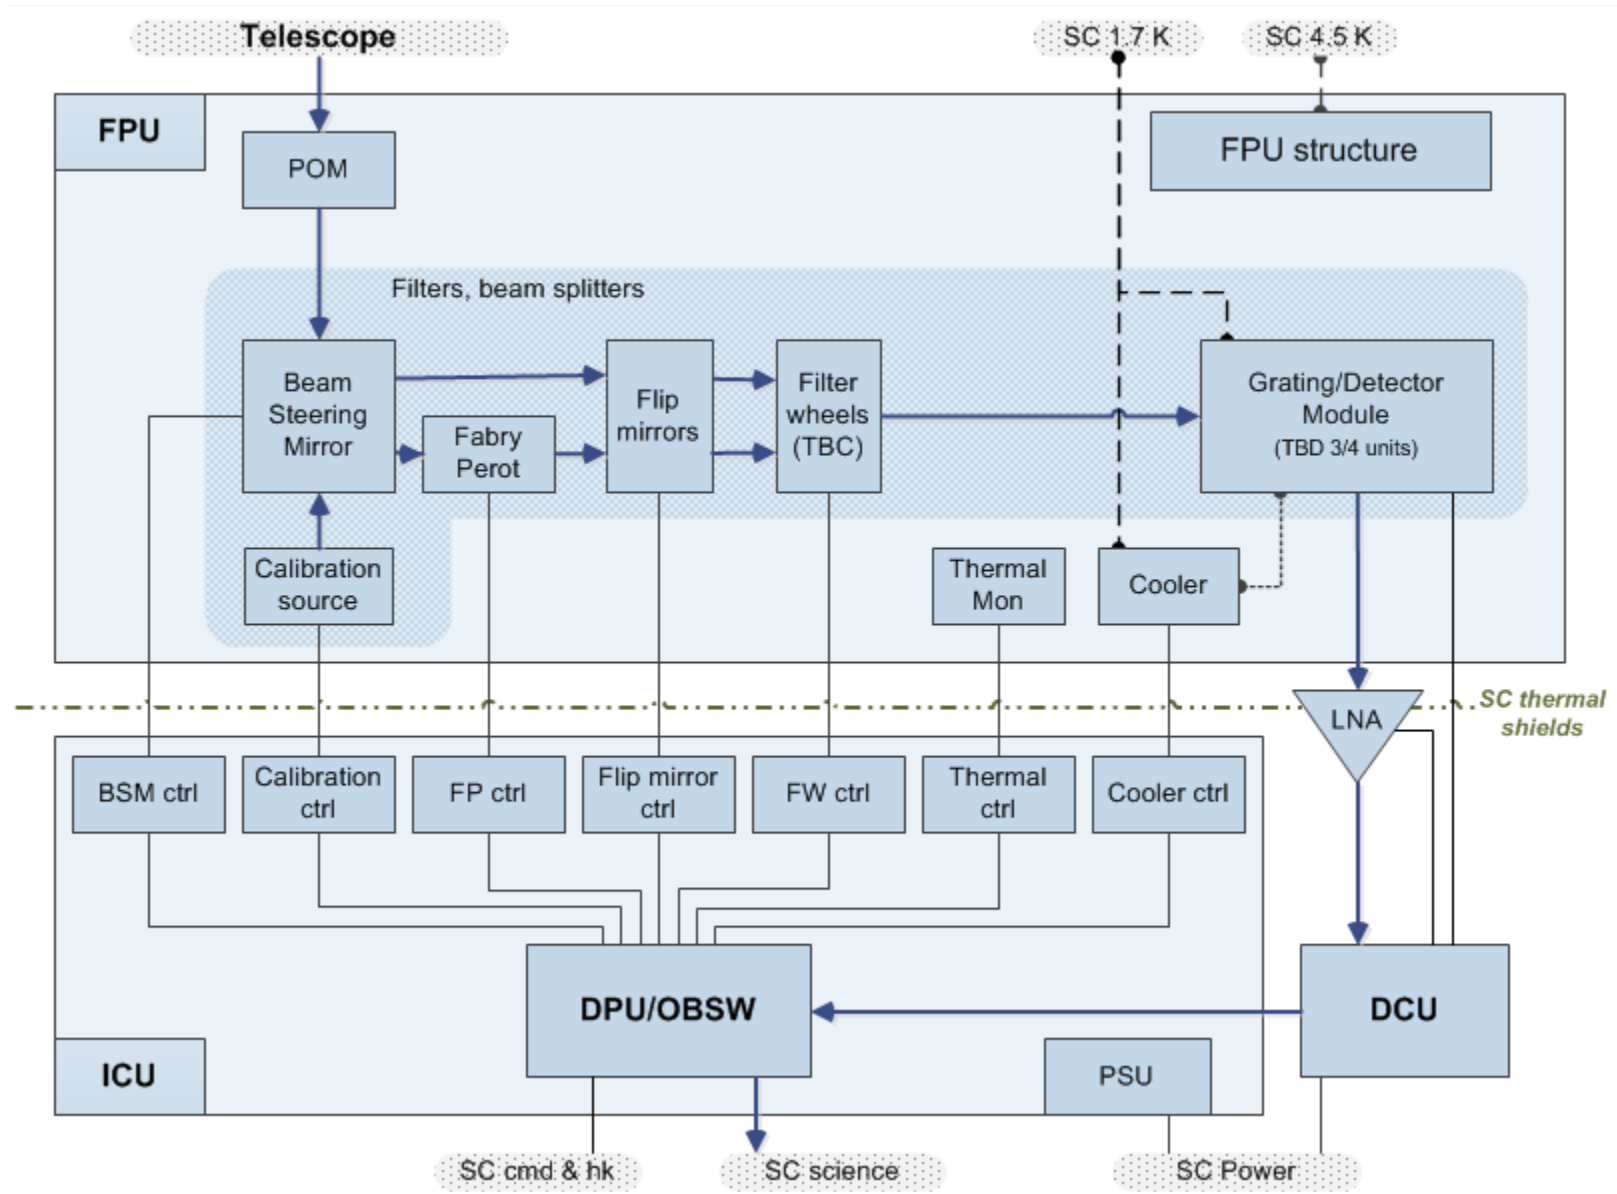 Telescope
SC 1.7 K
SC 4.5 K
FPU
POM
FPU structure
Filters, beam splitters
Beam
Steering
Mirror
Fabry
Perot
Flip
mirrors
Filter
wheels
(TBC)
Grating/Detector
Module
(TBD 3/4 units)
Calibration
source
Thermal
Mon
Cooler
SC thermal
shields
LNA
BSM ctrl
Calibration
ctrl
FP ctrl
Flip mirror
ctrl
FW ctrl
Thermal
ctrl
Cooler ctrl
DPU/OBSW
DCU
ICU
PSU
SC cmd & hk
SC science
SC Power